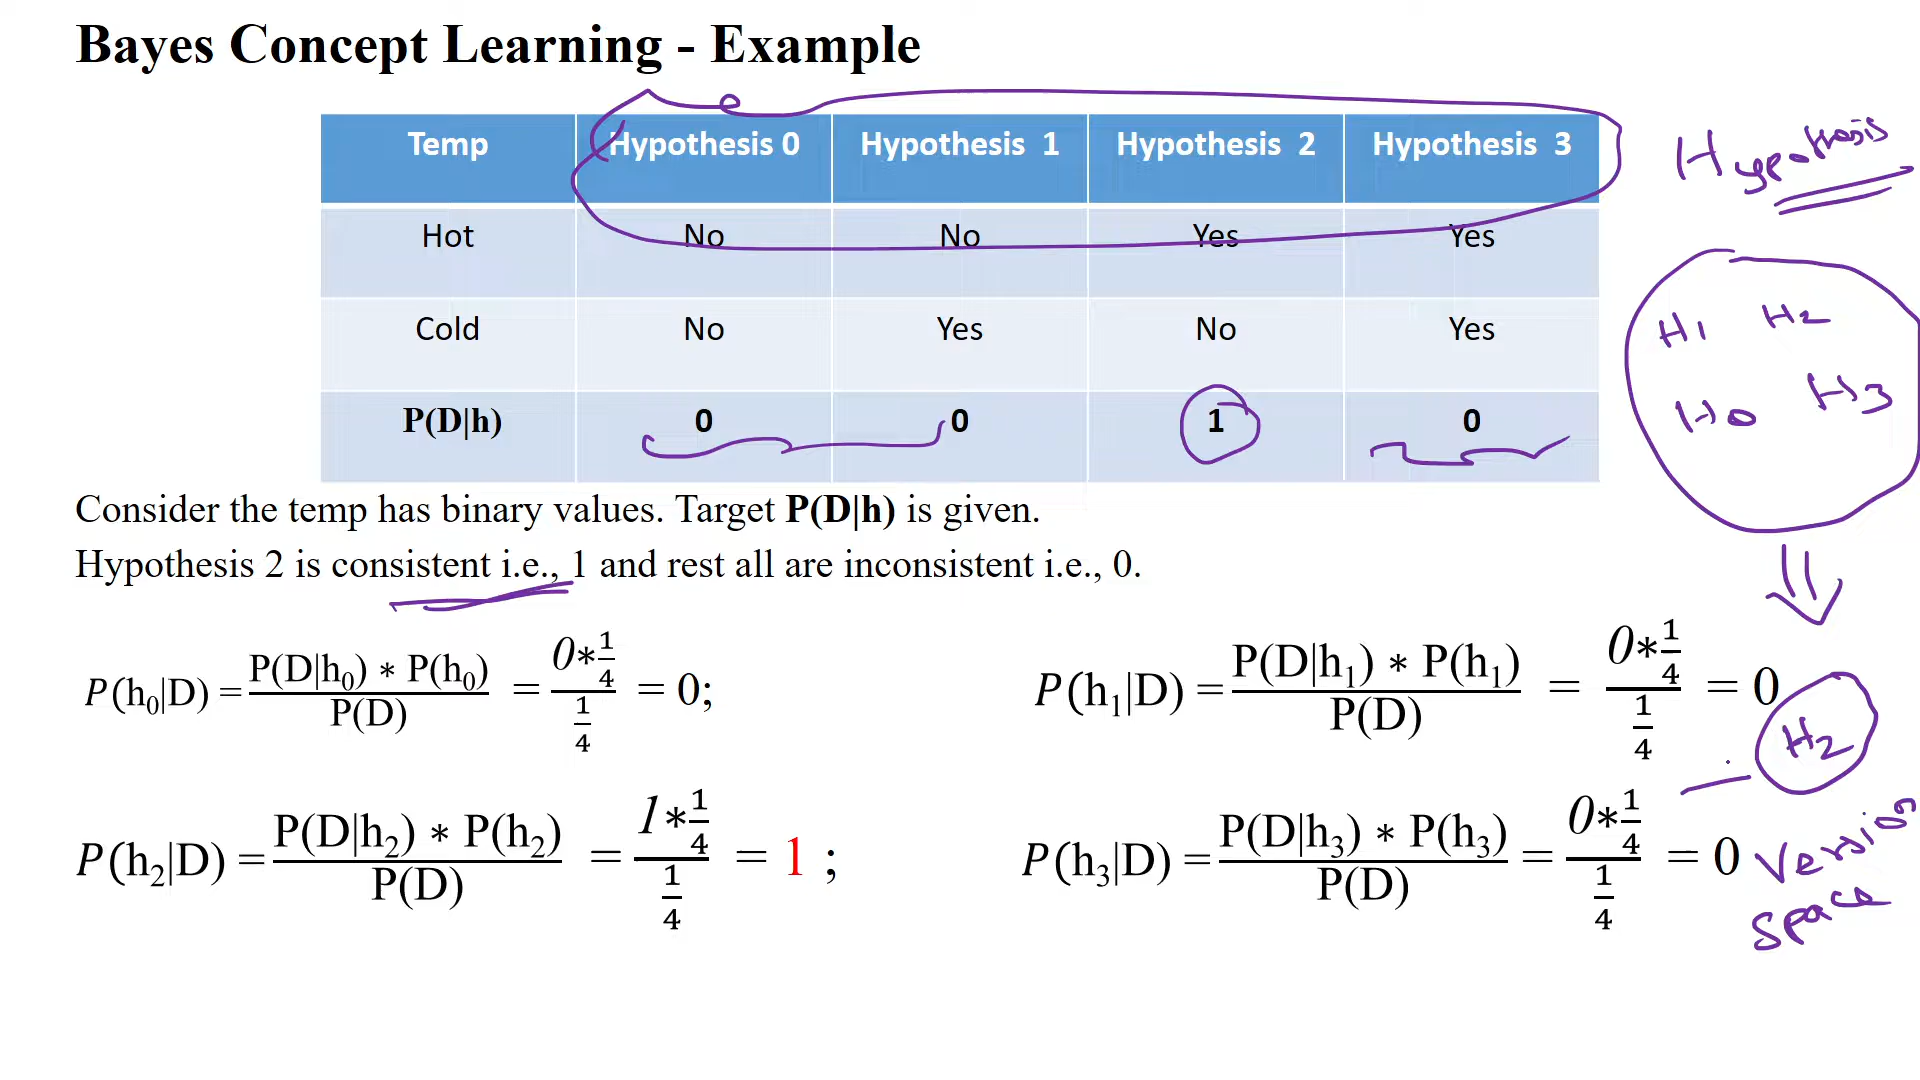 Bayes Concept Learning - Example
Temp Hypothesis 0 Hypothesis 1 Hypothesis 2 Hypothesis 3
Hot No No Yes Yes
Cold No Yes No Yes
P(D|h) 0 0 1 0
Hypothesis
H1 H2
H0 H3
Consider the temp has binary values. Target P(D|h) is given.
Hypothesis 2 is consistent i.e., 1 and rest all are inconsistent i.e., 0.
P(h₀|D) = P(D|h₀) ∗ P(h₀) / P(D) = 0∗1/4 / 1/4 = 0;
P(h₁|D) = P(D|h₁) ∗ P(h₁) / P(D) = 0∗1/4 / 1/4 = 0
H2
P(h₂|D) = P(D|h₂) ∗ P(h₂) / P(D) = 1∗1/4 / 1/4 = 1 ;
P(h₃|D) = P(D|h₃) ∗ P(h₃) / P(D) = 0∗1/4 / 1/4 = 0
Version
space